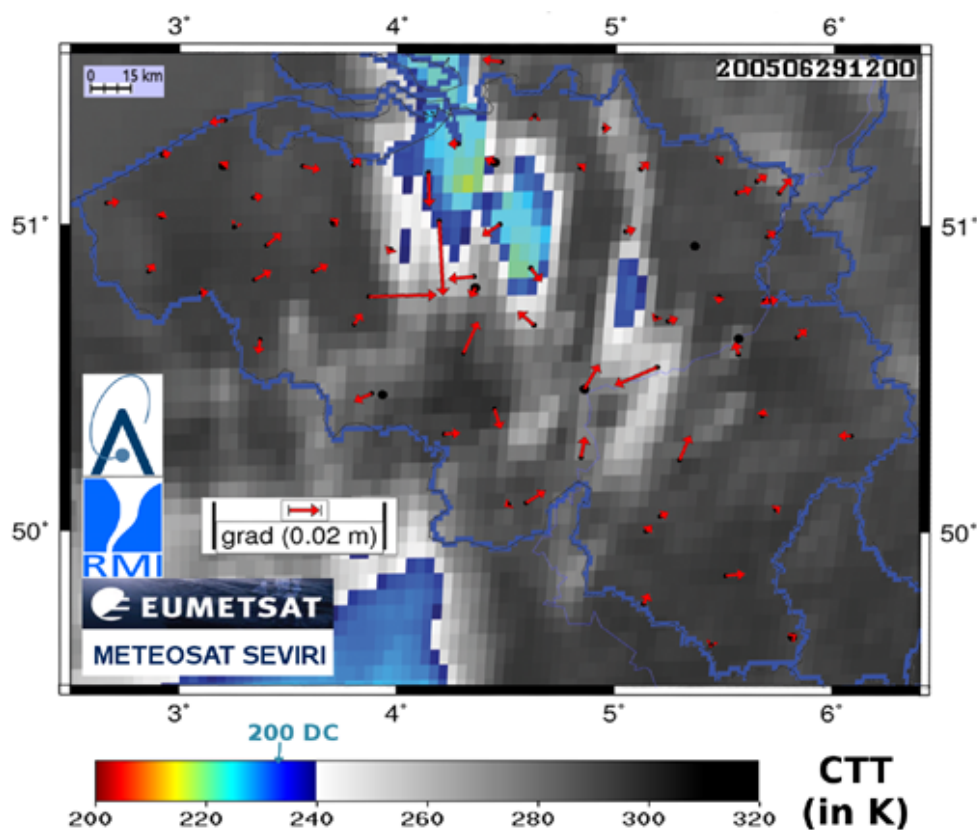 3° 4° 5° 6°
0 15 km
200506291200
51° 51°
50° 50°
grad (0.02 m)
RMI
EUMETSAT
METEOSAT SEVIRI
3° 4° 5° 6°
200 DC
200 220 240 260 280 300 320
CTT
(in K)